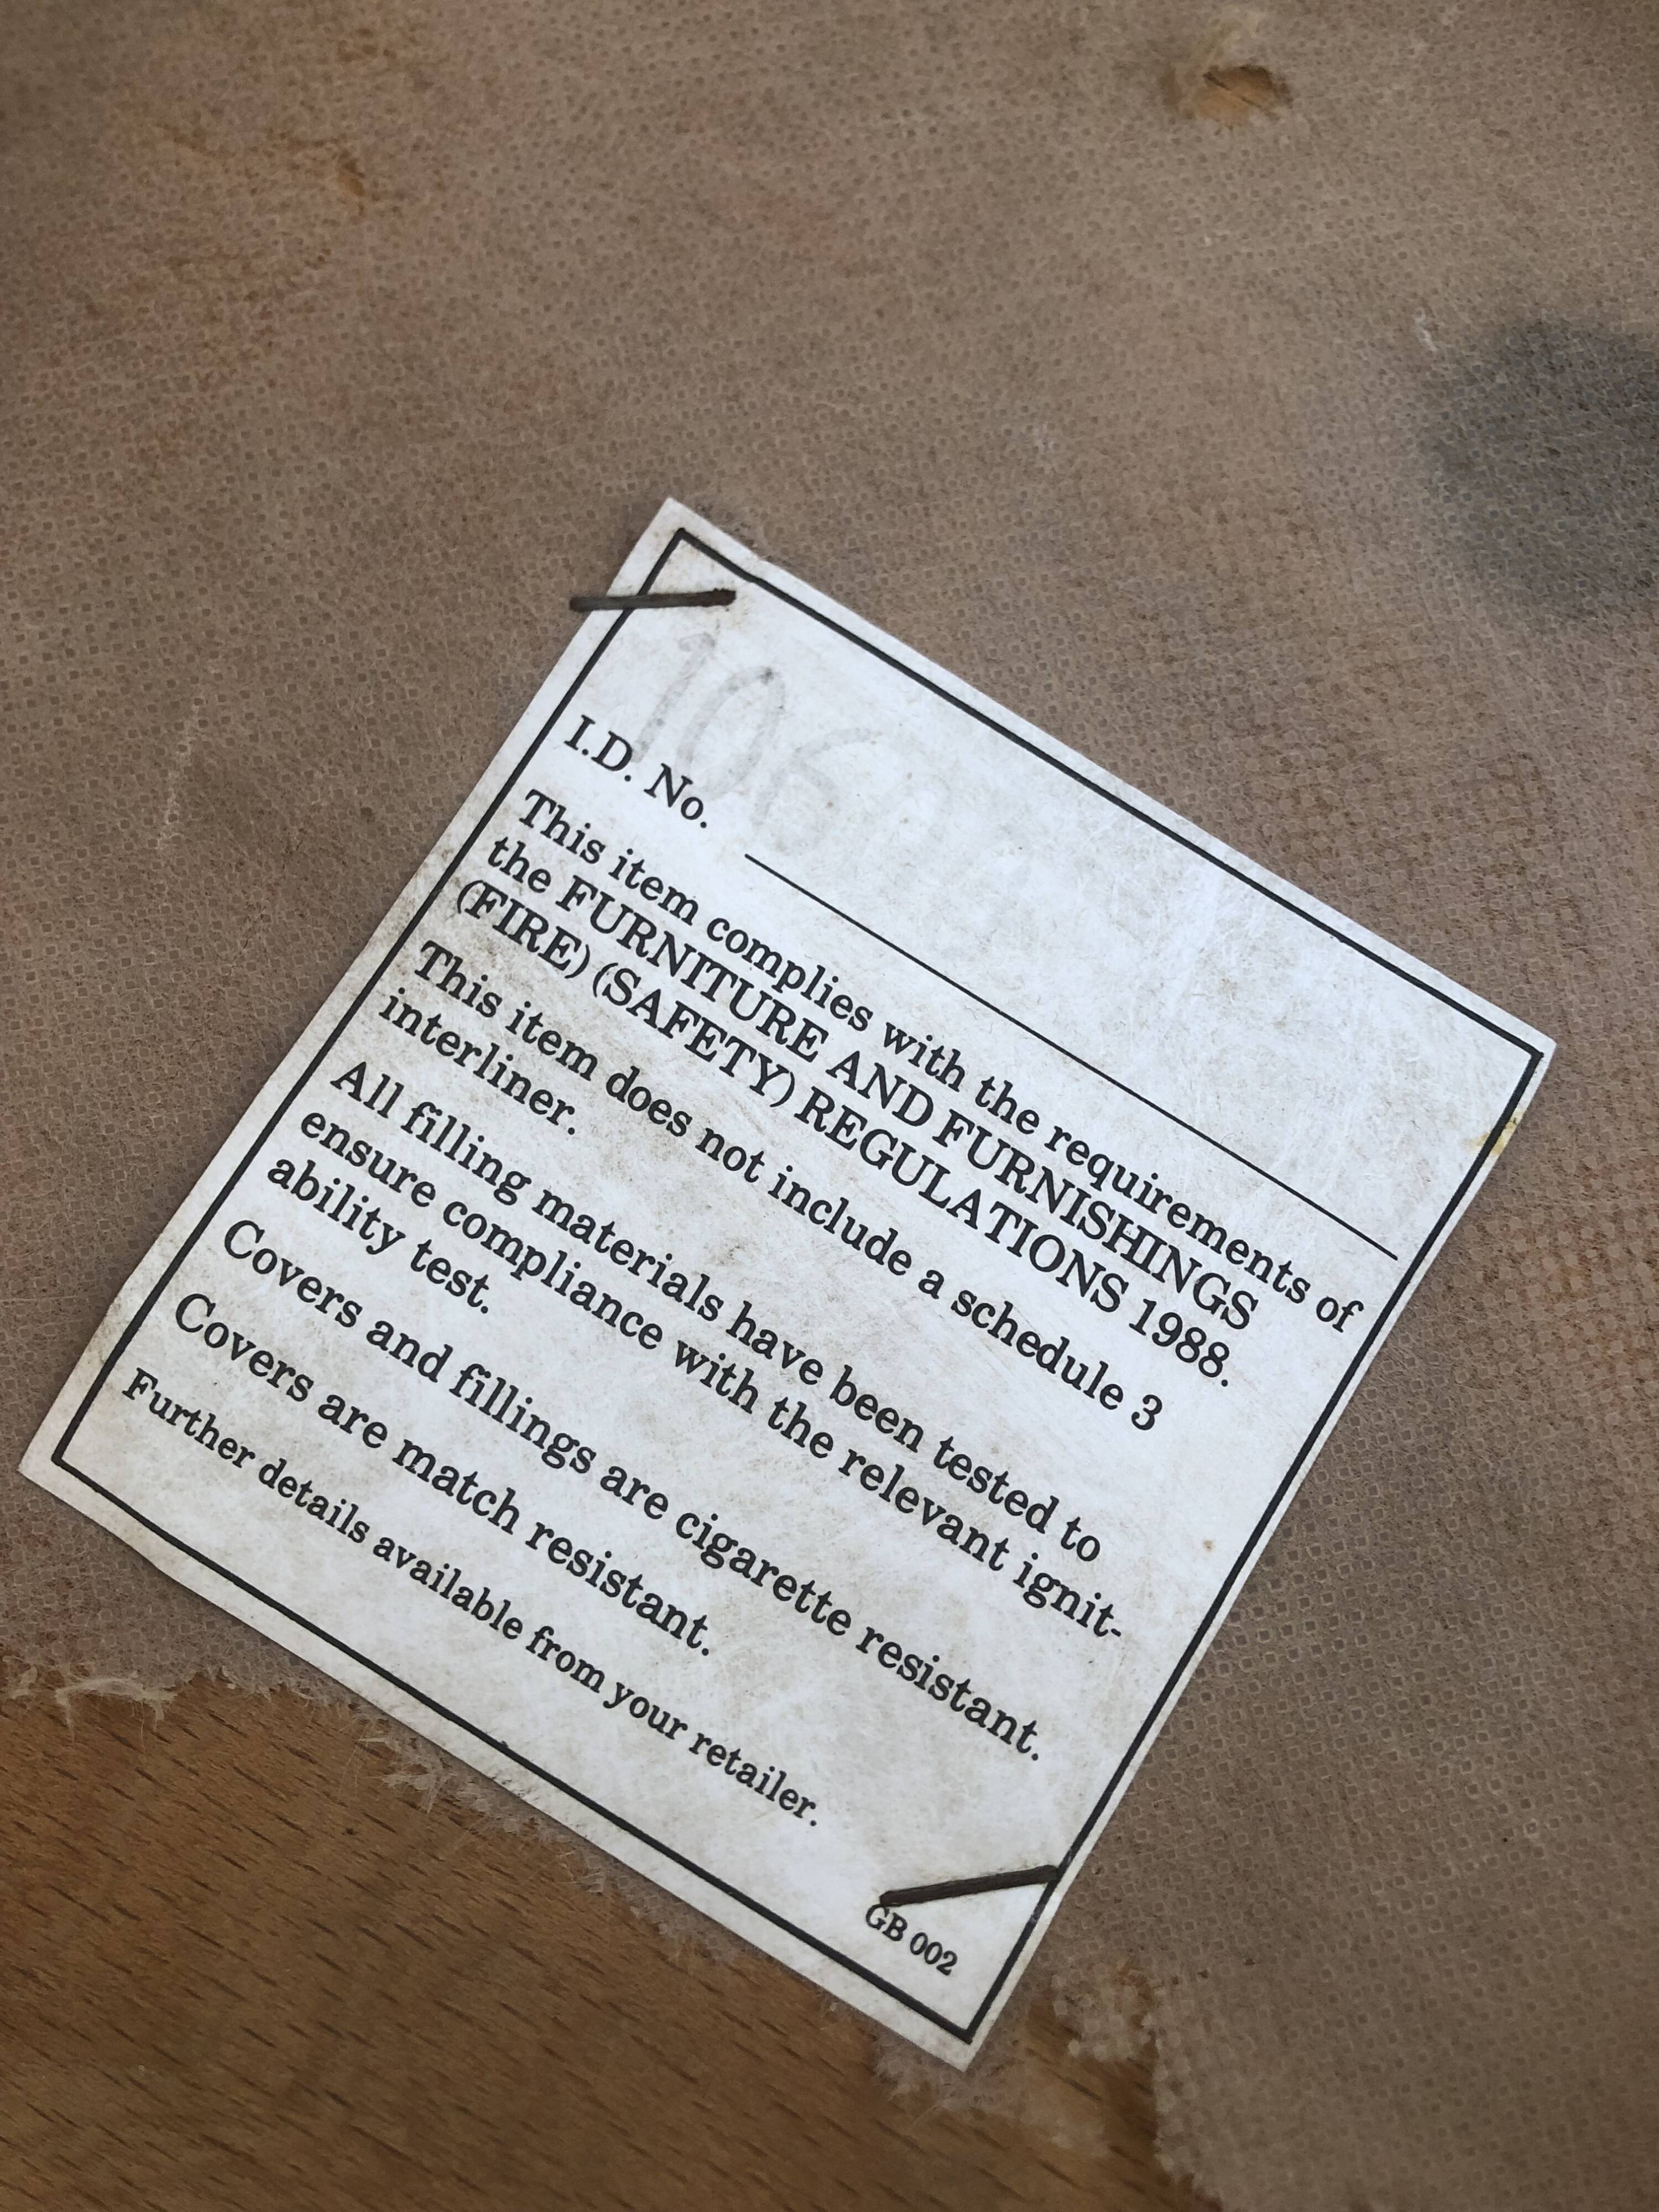 I.D. No.
This item complies with the requirements of
the FURNITURE AND FURNISHINGS
(FIRE) (SAFETY) REGULATIONS 1988.
This item does not include a schedule 3
interliner.
All filling materials have been tested to
ensure compliance with the relevant ignit-
ability test.
Covers and fillings are cigarette resistant.
Covers are match resistant.
Further details available from your retailer.
GB 002